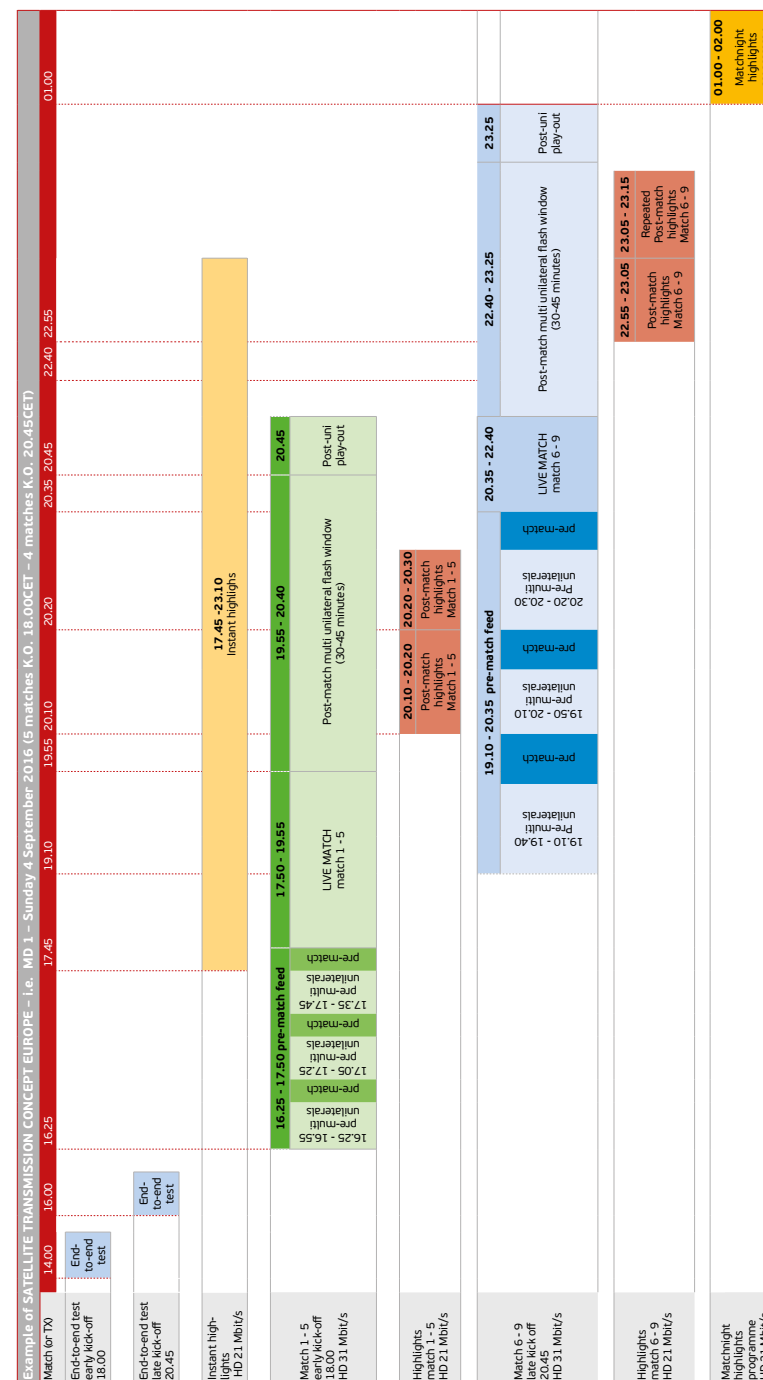 Example of SATELLITE TRANSMISSION CONCEPT EUROPE – i.e.  MD 1 – Sunday 4 September 2016 (5 matches K.O. 18.00CET – 4 matches K.O. 20.45CET)
Match (or TX)
14.00
16.00
16.25
17.45
19.10
19.55
20.10
20.20
20.35
20.45
22.40
22.55
01.00
End-to-end test
early kick-off
18.00
End-
to-end
test
End-to-end test
late kick-off
20.45
End-
to-end
test
Instant high-
lights
HD 21 Mbit/s
17.45 -23.10
Instant highlighs
Match 1 - 5
early kick-off
18.00
HD 31 Mbit/s
16.25 - 17.50 pre-match feed
17.50 - 19.55
19.55 - 20.40
20.45
16.25 - 16.55
pre-multi
unilaterals
pre-match
17.05 - 17.25
pre-multi
unilaterals
pre-match
17.35 - 17.45
pre-multi
unilaterals
pre-match
LIVE MATCH
match 1 - 5
Post-match multi unilateral flash window
(30-45 minutes)
Post-uni
play-out
Highlights
match 1 - 5
HD 21 Mbit/s
20.10 - 20.20
Post-match
highlights
Match 1 - 5
20.20 - 20.30
Post-match
highlights
Match 1 - 5
Match 6 - 9
late kick off
20.45
HD 31 Mbit/s
19.10 - 20.35  pre-match feed
20.35 - 22.40
22.40 - 23.25
23.25
19.10 - 19.40
Pre-multi
unilaterals
pre-match
19.50 - 20.10
pre-multi
unilaterals
pre-match
20.20 - 20.30
Pre-multi
unilaterals
pre-match
LIVE MATCH
match 6 - 9
Post-match multi unilateral flash window
(30-45 minutes)
Post-uni
play-out
Highlights
match 6 - 9
HD 21 Mbit/s
22.55 - 23.05
Post-match
highlights
Match 6 - 9
23.05 - 23.15
Repeated
Post-match
highlights
Match 6 - 9
Matchnight
highlights
programme
HD 21 Mbit/s
01.00 - 02.00
Matchnight
highlights